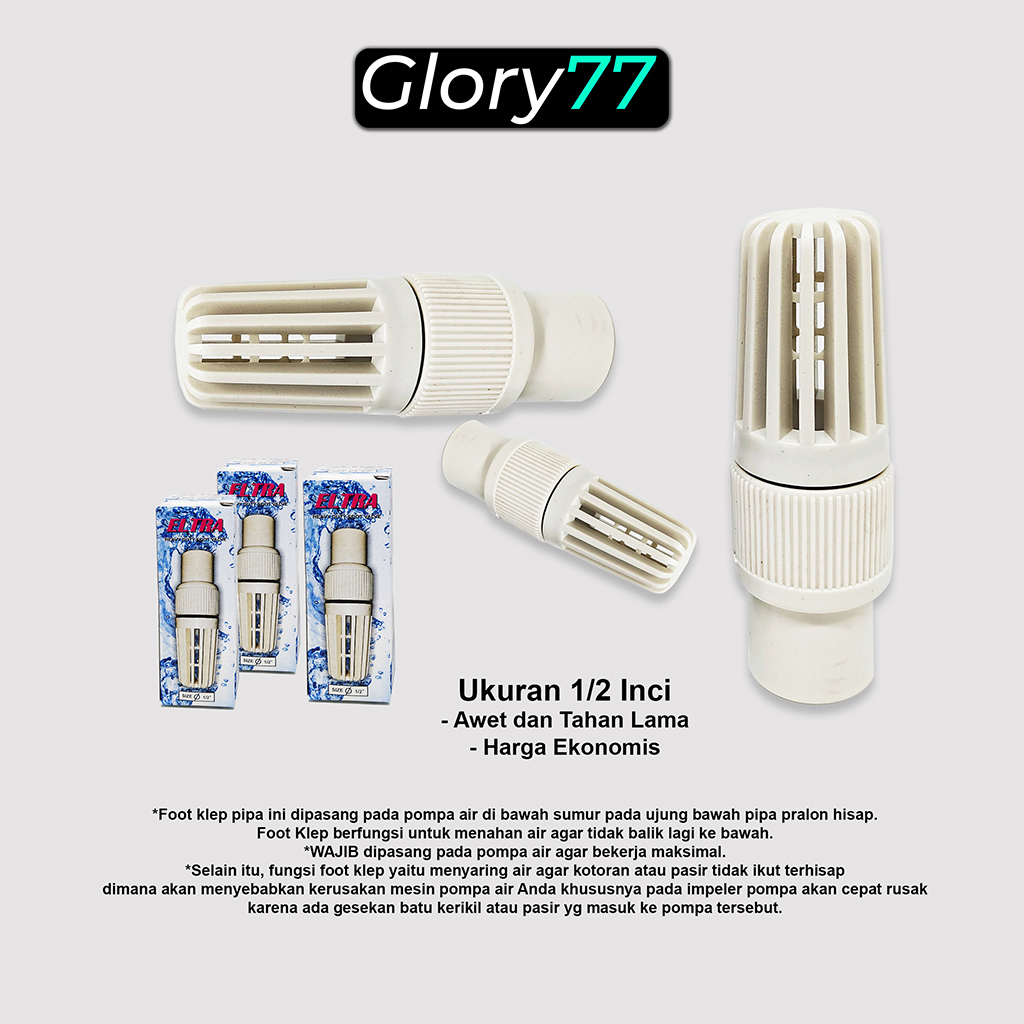 Glory77
ELTRA
ELTRA
ELTRA
SIZE Ø 1/2"
SIZE Ø 1/2"
SIZE Ø 1/2"
Ukuran 1/2 Inci
- Awet dan Tahan Lama
- Harga Ekonomis
*Foot klep pipa ini dipasang pada pompa air di bawah sumur pada ujung bawah pipa pralon hisap.
Foot Klep berfungsi untuk menahan air agar tidak balik lagi ke bawah.
*WAJIB dipasang pada pompa air agar bekerja maksimal.
*Selain itu, fungsi foot klep yaitu menyaring air agar kotoran atau pasir tidak ikut terhisap
dimana akan menyebabkan kerusakan mesin pompa air Anda khususnya pada impeler pompa akan cepat rusak
karena ada gesekan batu kerikil atau pasir yg masuk ke pompa tersebut.